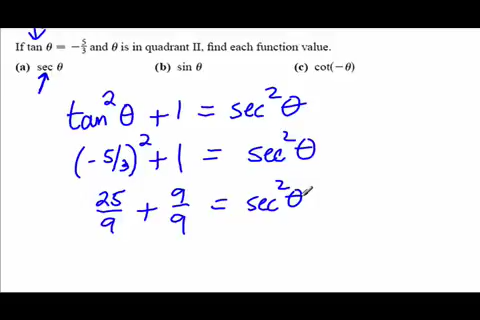 If tan θ = −5/3 and θ is in quadrant II, find each function value.
(a) sec θ (b) sin θ (c) cot(−θ)
tan²θ + 1 = sec²θ
(-5/3)² + 1 = sec²θ
25/9 + 9/9 = sec²θ